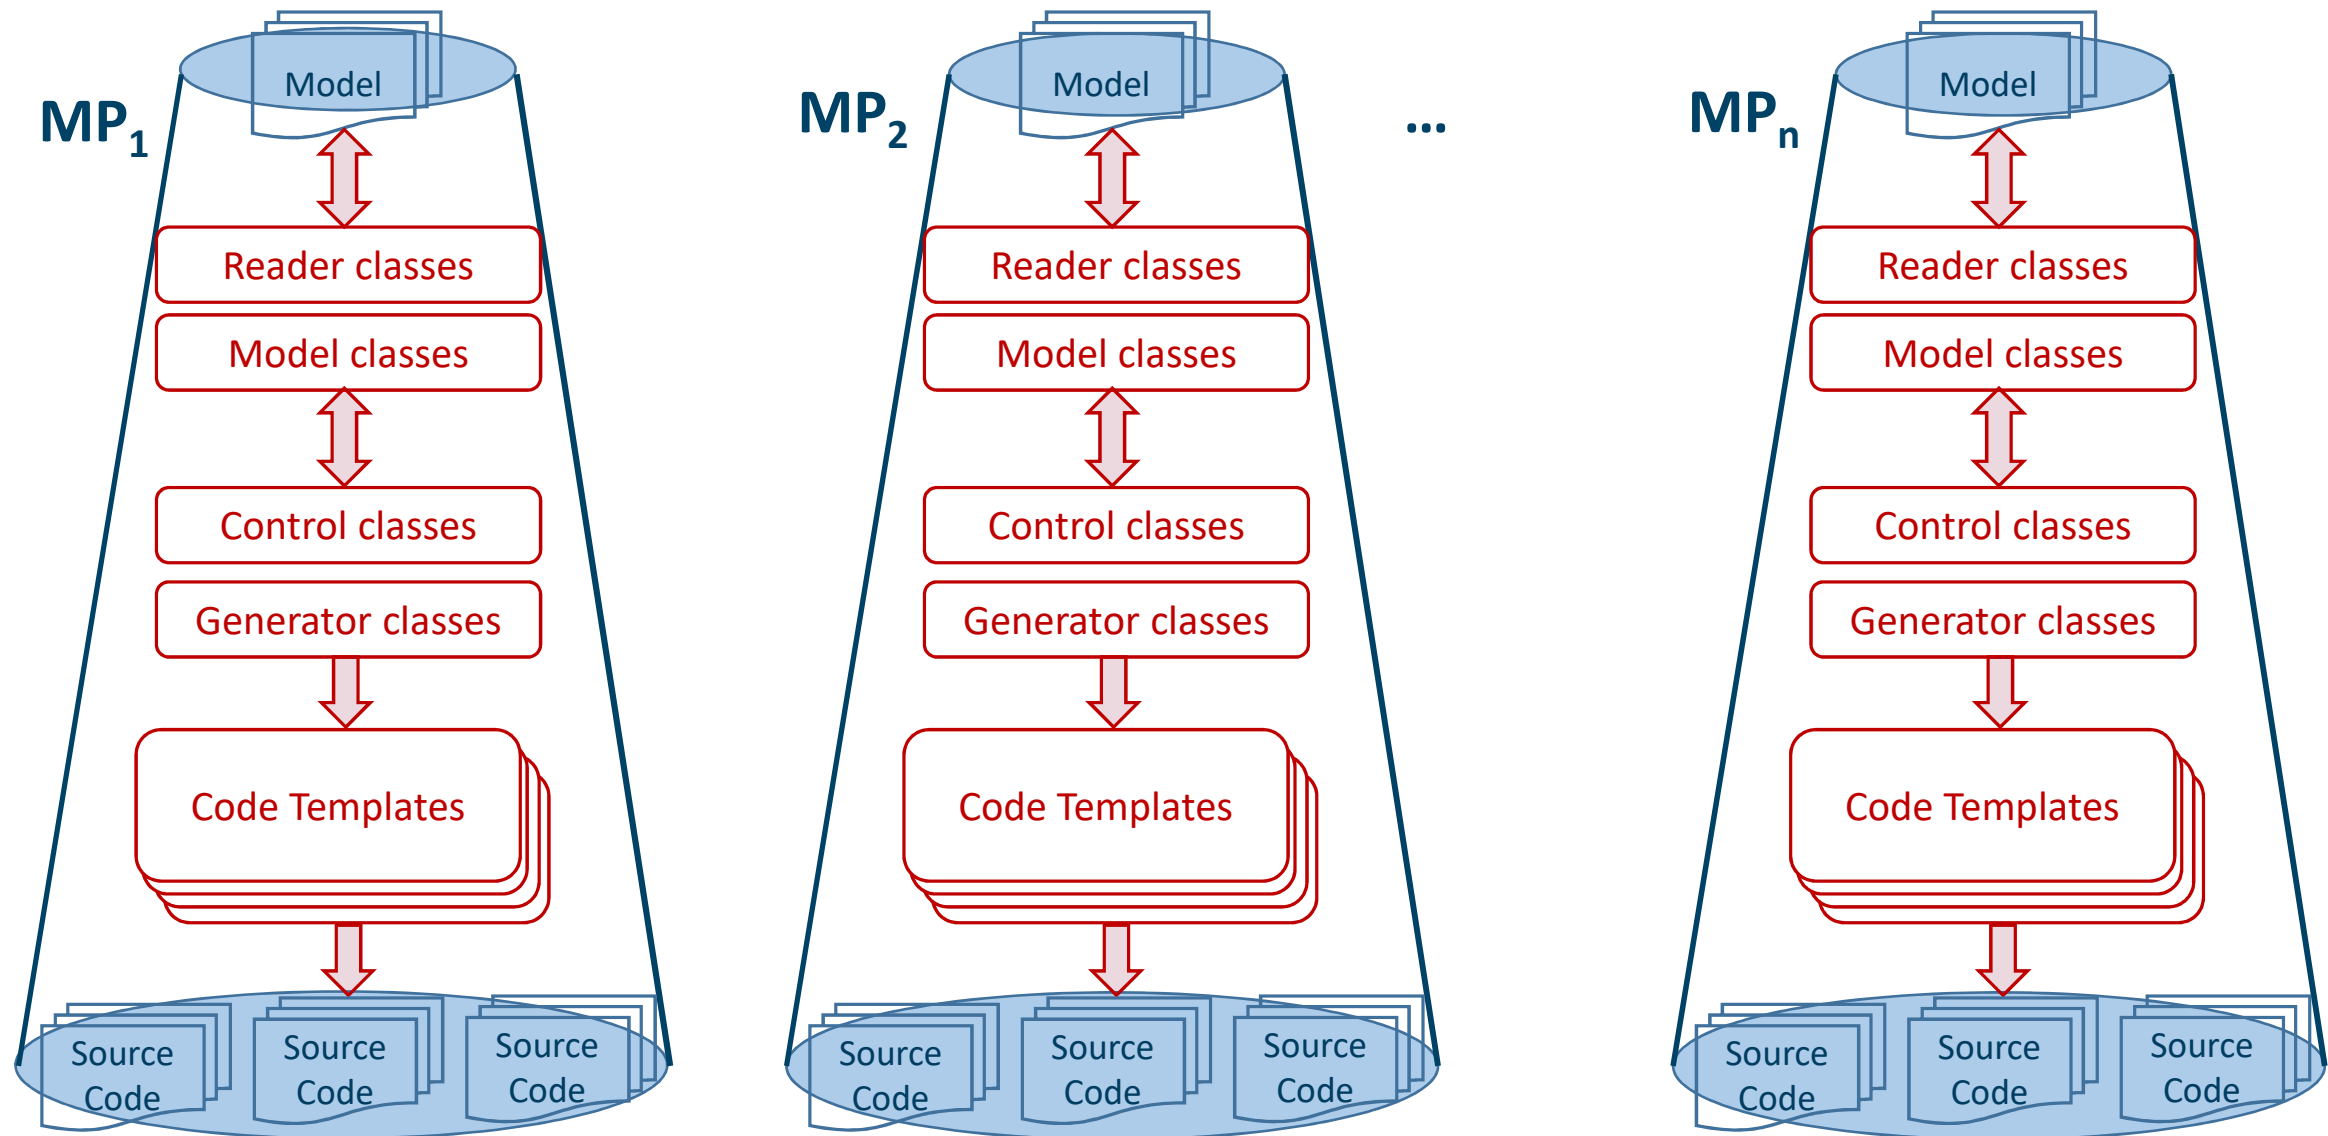 MP1
Model
Reader classes
Model classes
Control classes
Generator classes
Code Templates
Source
Code
Source
Code
Source
Code
MP2
Model
Reader classes
Model classes
Control classes
Generator classes
Code Templates
Source
Code
Source
Code
Source
Code
...
MPn
Model
Reader classes
Model classes
Control classes
Generator classes
Code Templates
Source
Code
Source
Code
Source
Code